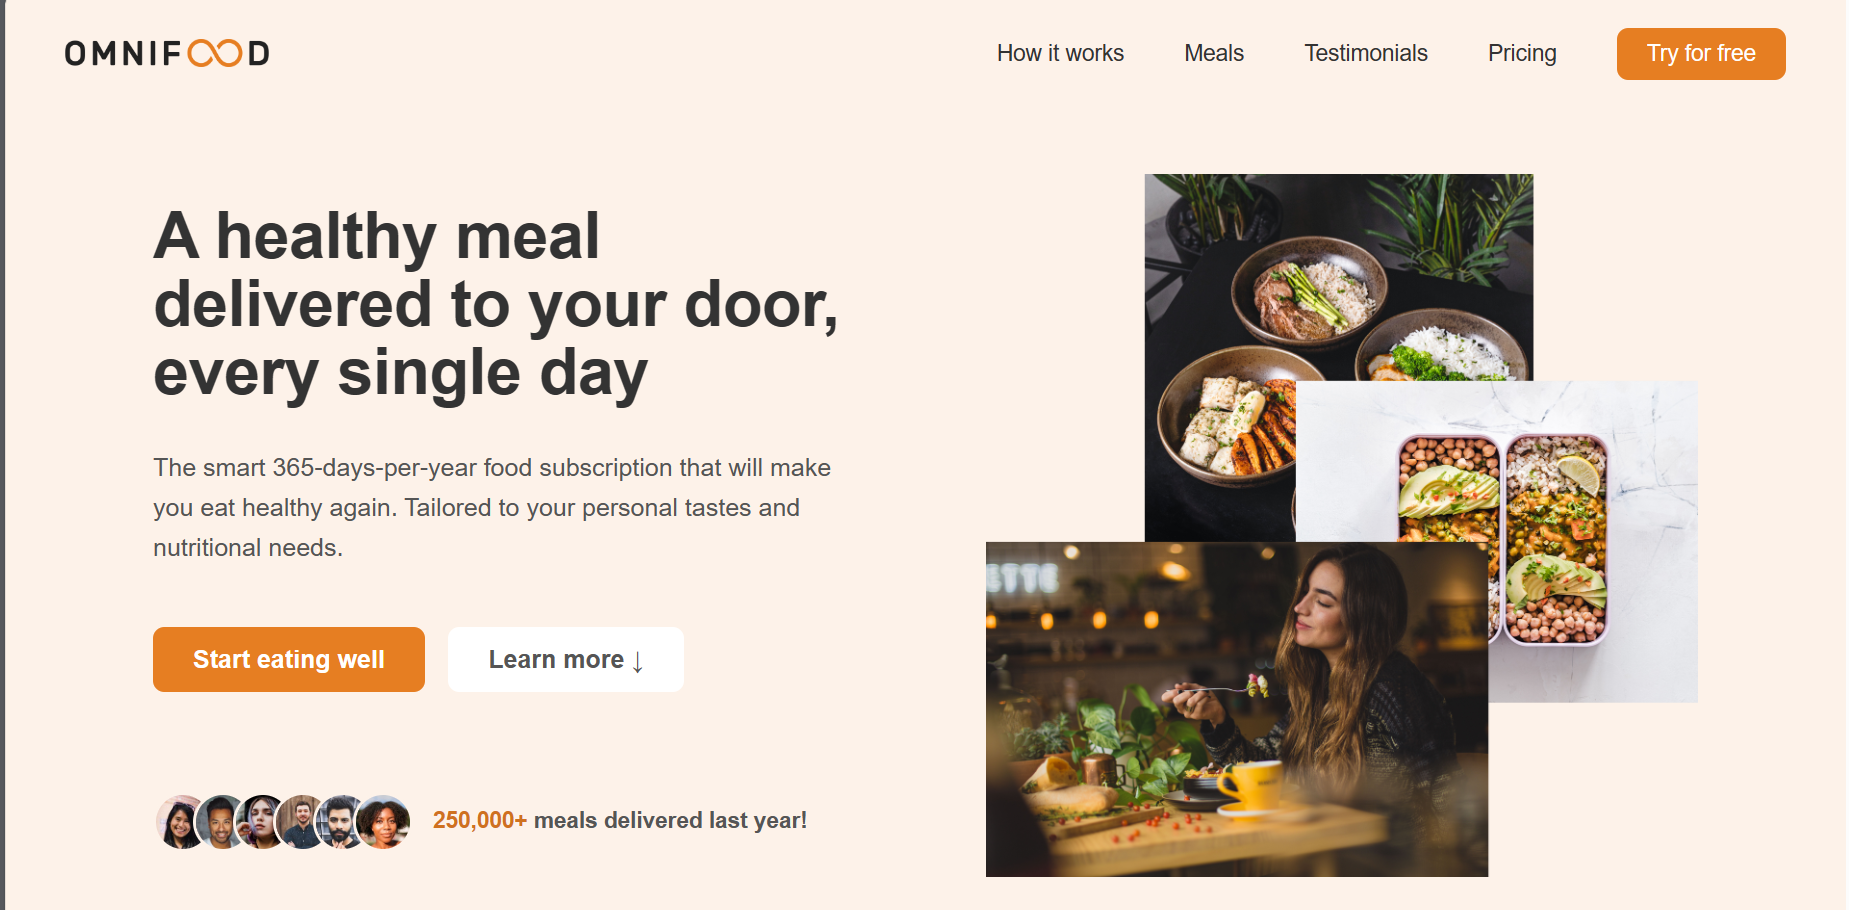 OMNIFOOD
How it works
Meals
Testimonials
Pricing
Try for free
A healthy meal
delivered to your door,
every single day
The smart 365-days-per-year food subscription that will make
you eat healthy again. Tailored to your personal tastes and
nutritional needs.
Start eating well
Learn more ↓
250,000+ meals delivered last year!
ETTE